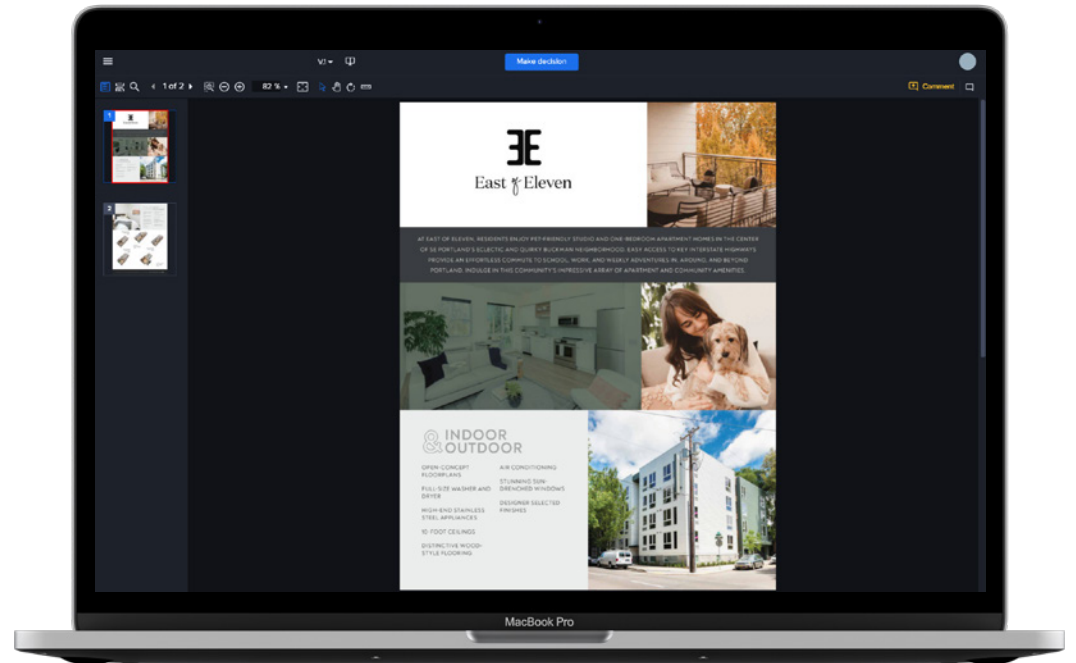 V.1
Make decision
1 of 2
82 %
Comment
1
2
East of Eleven
AT EAST OF ELEVEN, RESIDENTS ENJOY PET-FRIENDLY STUDIO AND ONE-BEDROOM APARTMENT HOMES IN THE CENTER
OF SE PORTLAND'S ECLECTIC AND QUIRKY BUCKMAN NEIGHBORHOOD. EASY ACCESS TO KEY INTERSTATE HIGHWAYS
PROVIDE AN EFFORTLESS COMMUTE TO SCHOOL, WORK, AND WEEKLY ADVENTURES IN, AROUND, AND BEYOND
PORTLAND. INDULGE IN THIS COMMUNITY'S IMPRESSIVE ARRAY OF APARTMENT AND COMMUNITY AMENITIES.
& INDOOR
OUTDOOR
OPEN-CONCEPT
FLOORPLANS
FULL-SIZE WASHER AND
DRYER
HIGH-END STAINLESS
STEEL APPLIANCES
10-FOOT CEILINGS
DISTINCTIVE WOOD-
STYLE FLOORING
AIR CONDITIONING
STUNNING SUN-
DRENCHED WINDOWS
DESIGNER SELECTED
FINISHES
MacBook Pro